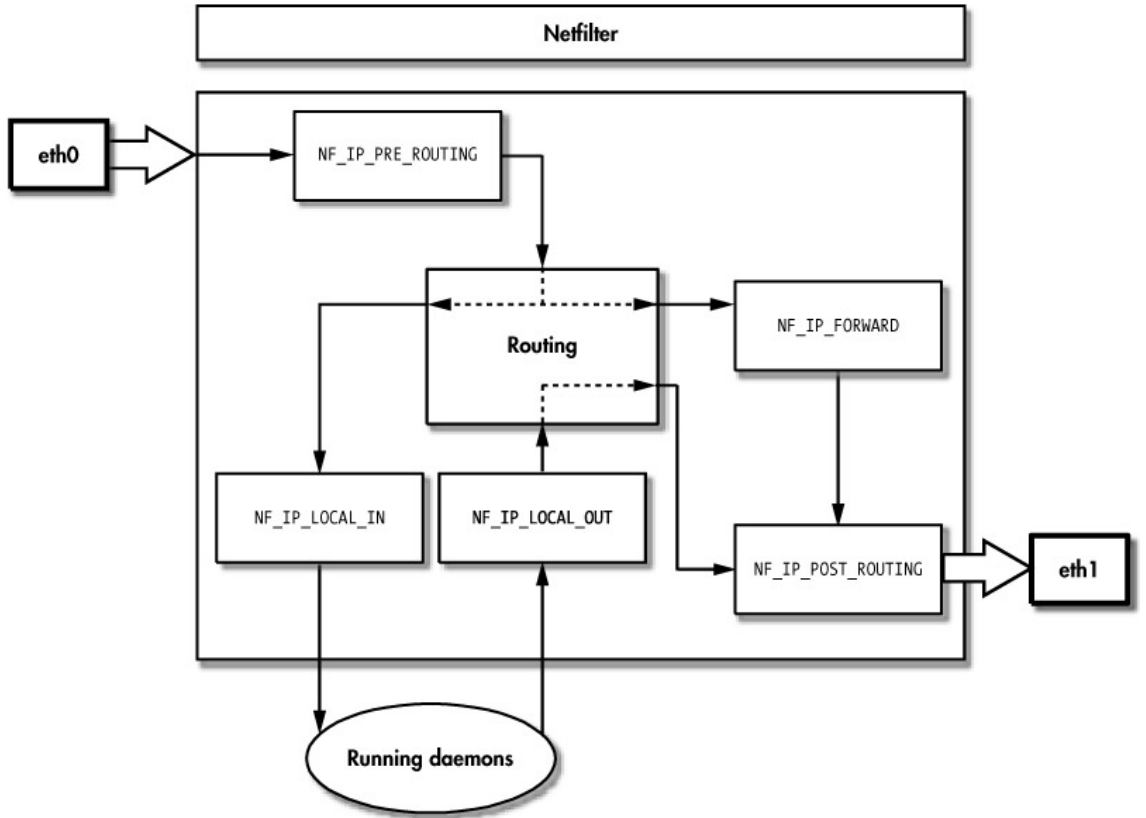 Netfilter
eth0
NF_IP_PRE_ROUTING
Routing
NF_IP_FORWARD
NF_IP_LOCAL_IN
NF_IP_LOCAL_OUT
NF_IP_POST_ROUTING
eth1
Running daemons